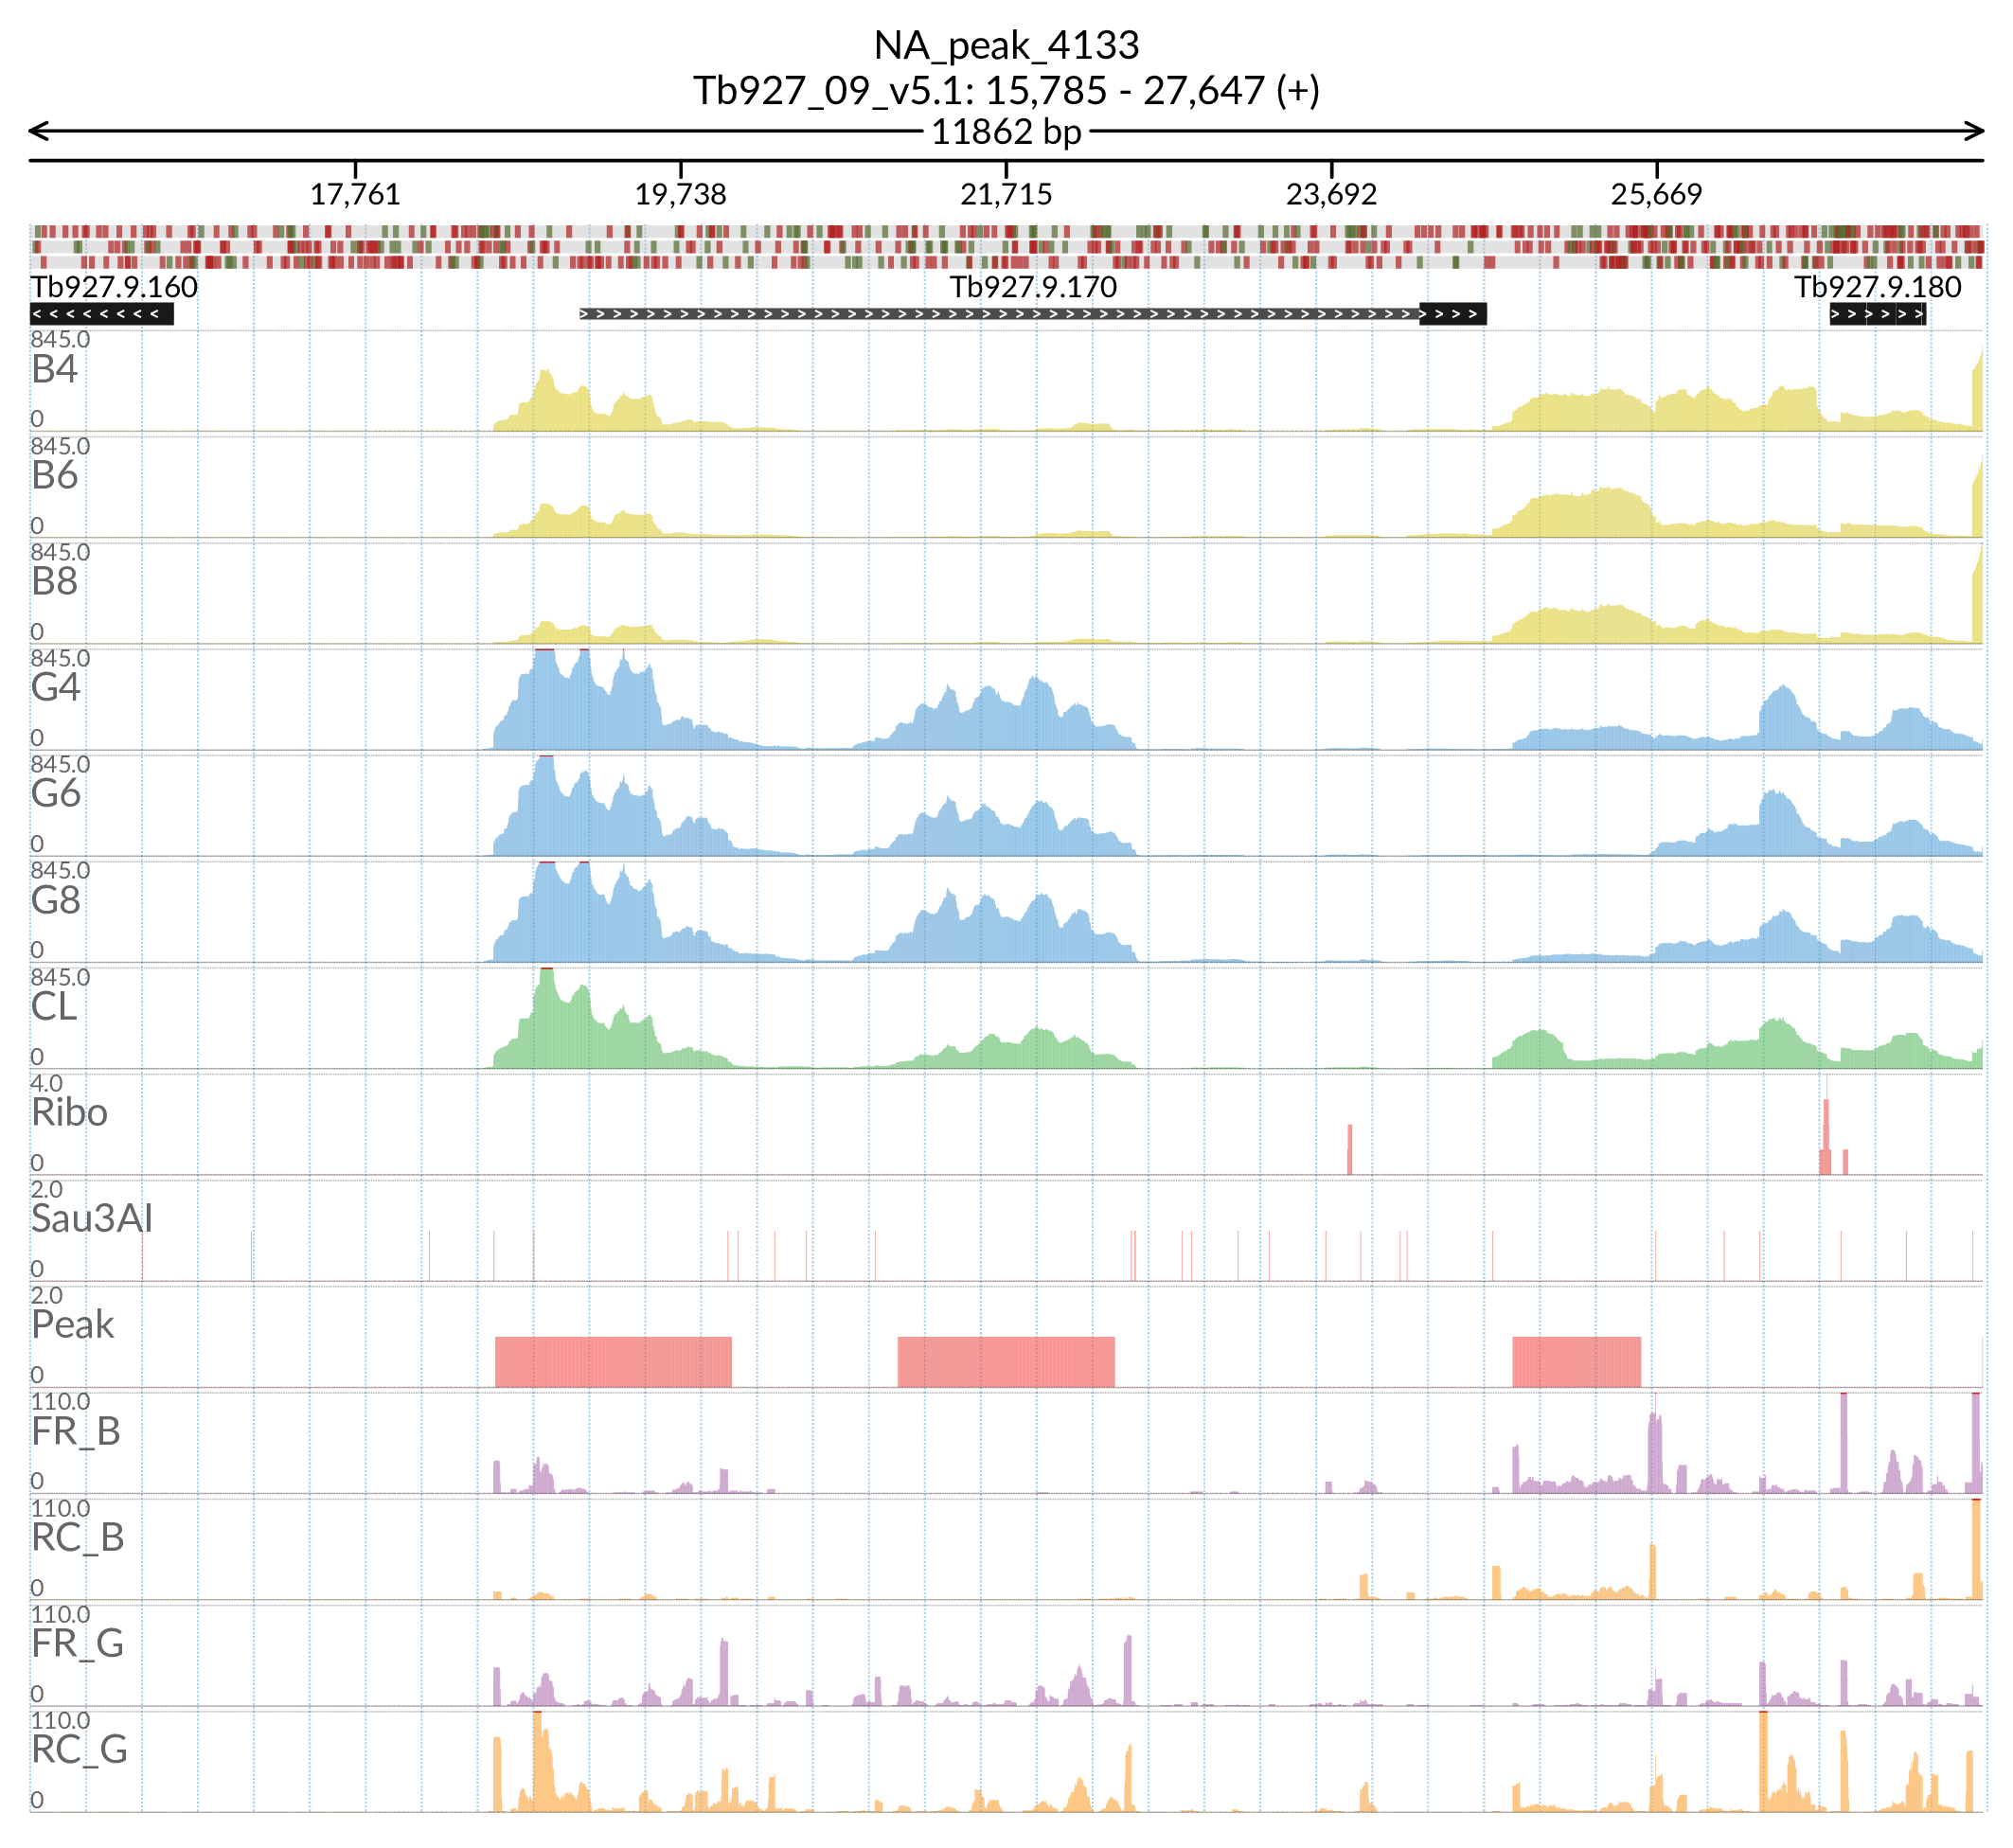 NA_peak_4133
Tb927_09_v5.1: 15,785 - 27,647 (+)
11862 bp
17,761 19,738 21,715 23,692 25,669
Tb927.9.160 Tb927.9.170 Tb927.9.180
845.0
B4
0
845.0
B6
0
845.0
B8
0
845.0
G4
0
845.0
G6
0
845.0
G8
0
845.0
CL
0
4.0
Ribo
0
2.0
Sau3AI
0
2.0
Peak
0
110.0
FR_B
0
110.0
RC_B
0
110.0
FR_G
0
110.0
RC_G
0